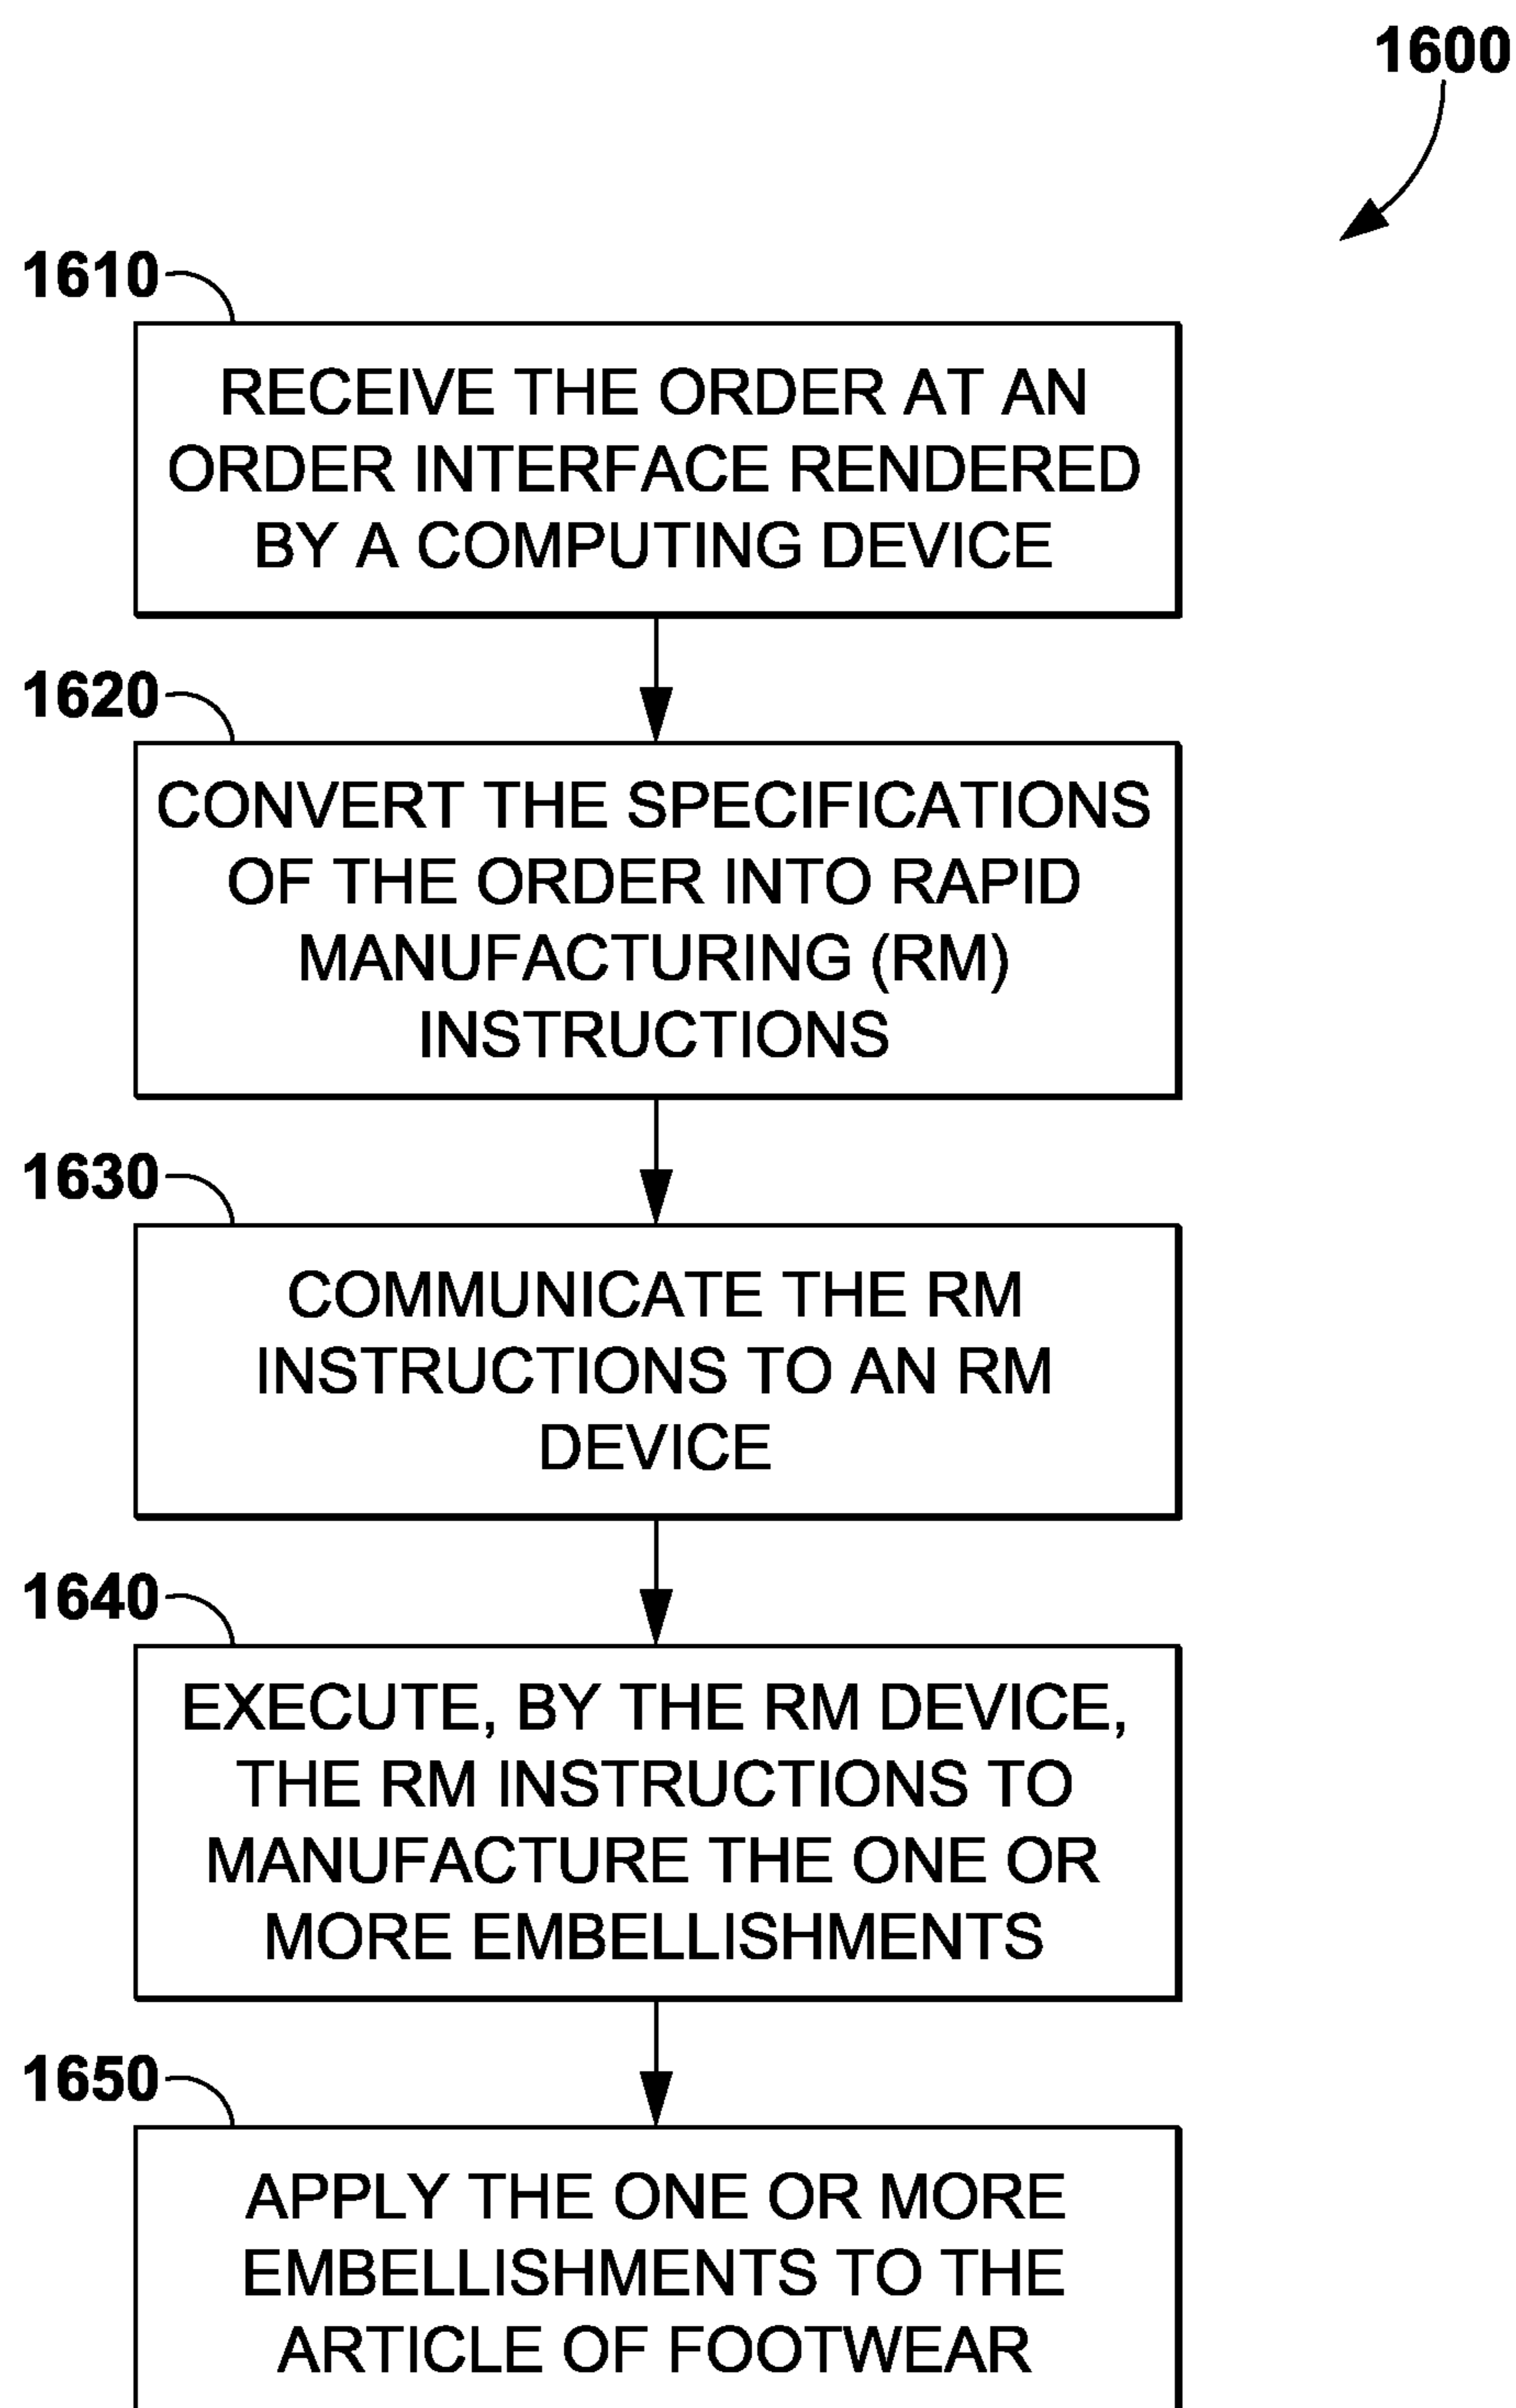 1600
1610
RECEIVE THE ORDER AT AN
ORDER INTERFACE RENDERED
BY A COMPUTING DEVICE
1620
CONVERT THE SPECIFICATIONS
OF THE ORDER INTO RAPID
MANUFACTURING (RM)
INSTRUCTIONS
1630
COMMUNICATE THE RM
INSTRUCTIONS TO AN RM
DEVICE
1640
EXECUTE, BY THE RM DEVICE,
THE RM INSTRUCTIONS TO
MANUFACTURE THE ONE OR
MORE EMBELLISHMENTS
1650
APPLY THE ONE OR MORE
EMBELLISHMENTS TO THE
ARTICLE OF FOOTWEAR